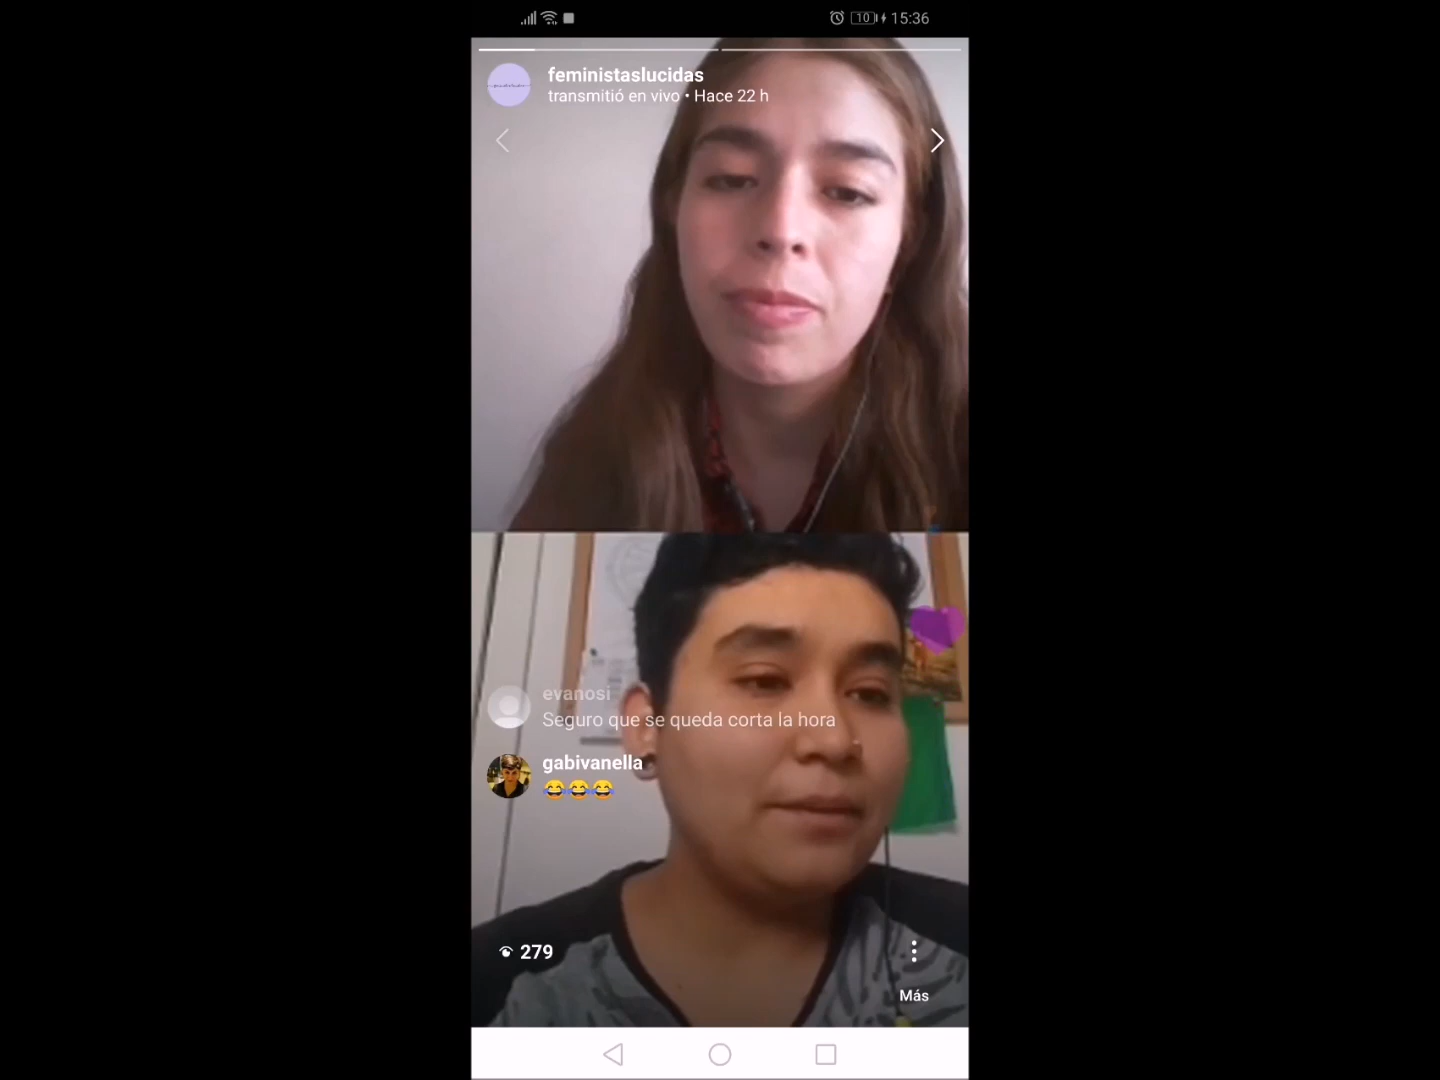 10 15:36
feministaslucidas
transmitió en vivo • Hace 22 h
evanosi
Seguro que se queda corta la hora
gabivanella
😂😂😂
279
Más